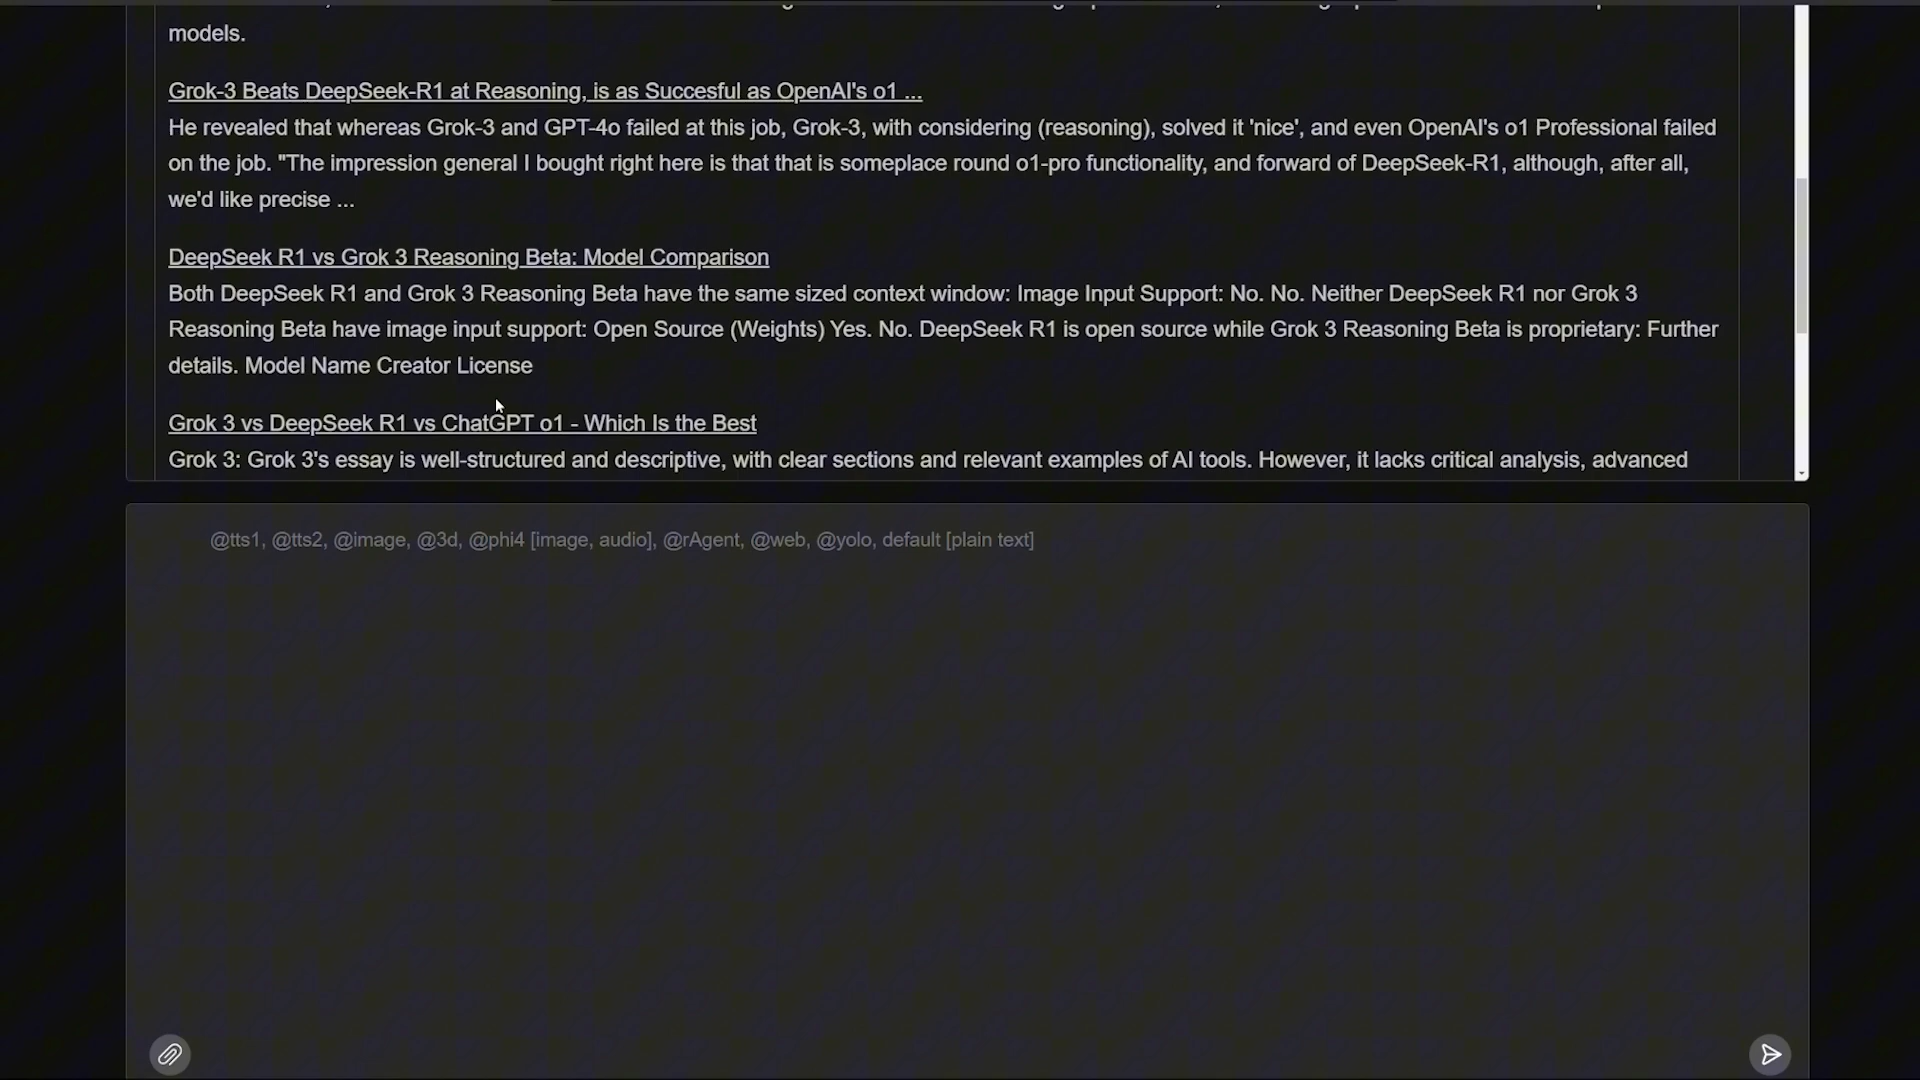 models.
Grok-3 Beats DeepSeek-R1 at Reasoning, is as Succesful as OpenAI's o1 ...
He revealed that whereas Grok-3 and GPT-4o failed at this job, Grok-3, with considering (reasoning), solved it 'nice', and even OpenAI's o1 Professional failed
on the job. "The impression general I bought right here is that that is someplace round o1-pro functionality, and forward of DeepSeek-R1, although, after all,
we'd like precise ...
DeepSeek R1 vs Grok 3 Reasoning Beta: Model Comparison
Both DeepSeek R1 and Grok 3 Reasoning Beta have the same sized context window: Image Input Support: No. No. Neither DeepSeek R1 nor Grok 3
Reasoning Beta have image input support: Open Source (Weights) Yes. No. DeepSeek R1 is open source while Grok 3 Reasoning Beta is proprietary: Further
details. Model Name Creator License
Grok 3 vs DeepSeek R1 vs ChatGPT o1 - Which Is the Best
Grok 3: Grok 3's essay is well-structured and descriptive, with clear sections and relevant examples of AI tools. However, it lacks critical analysis, advanced
@tts1, @tts2, @image, @3d, @phi4 [image, audio], @rAgent, @web, @yolo, default [plain text]